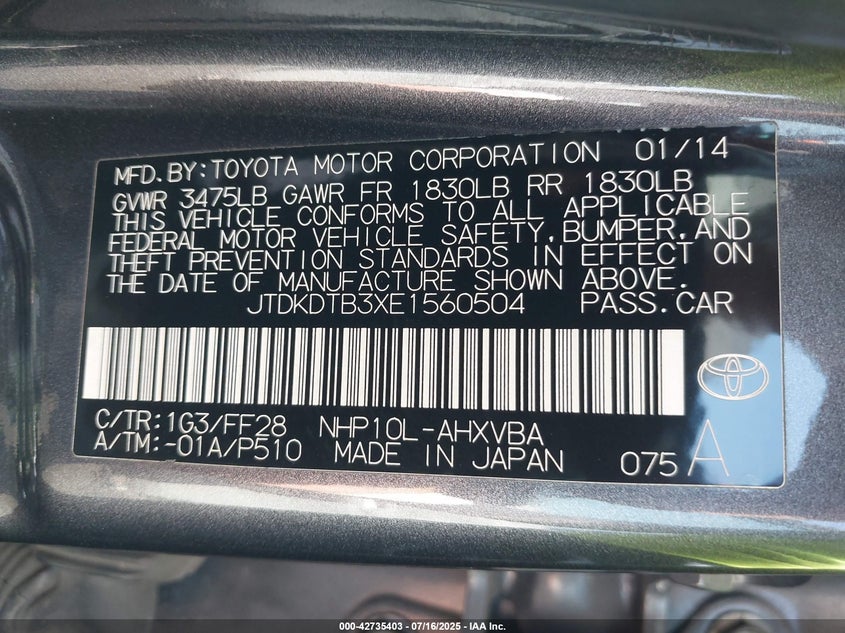 MFD. BY: TOYOTA MOTOR CORPORATION 01/14
GVWR 3475LB GAWR FR 1830LB RR 1830LB
THIS VEHICLE CONFORMS TO ALL APPLICABLE
FEDERAL MOTOR VEHICLE SAFETY, BUMPER, AND
THEFT PREVENTION STANDARDS IN EFFECT ON
THE DATE OF MANUFACTURE SHOWN ABOVE.
JTDKDTB3XE1560504 PASS.CAR
C/TR: 1G3/FF28 NHP10L-AHXVBA
A/TM: -01A/P510 MADE IN JAPAN 075 A
000-42735403 - 07/16/2025 - IAA Inc.